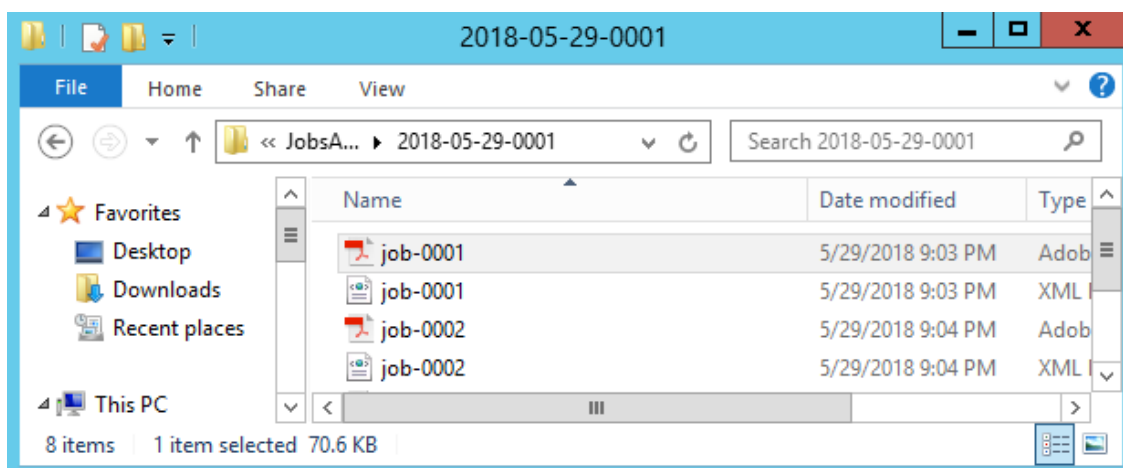 2018-05-29-0001
File Home Share View
« JobsA... 2018-05-29-0001 Search 2018-05-29-0001
Name Date modified Type
Favorites
Desktop job-0001 5/29/2018 9:03 PM Adob
Downloads job-0001 5/29/2018 9:03 PM XML
Recent places job-0002 5/29/2018 9:04 PM Adob
job-0002 5/29/2018 9:04 PM XML
This PC
8 items 1 item selected 70.6 KB